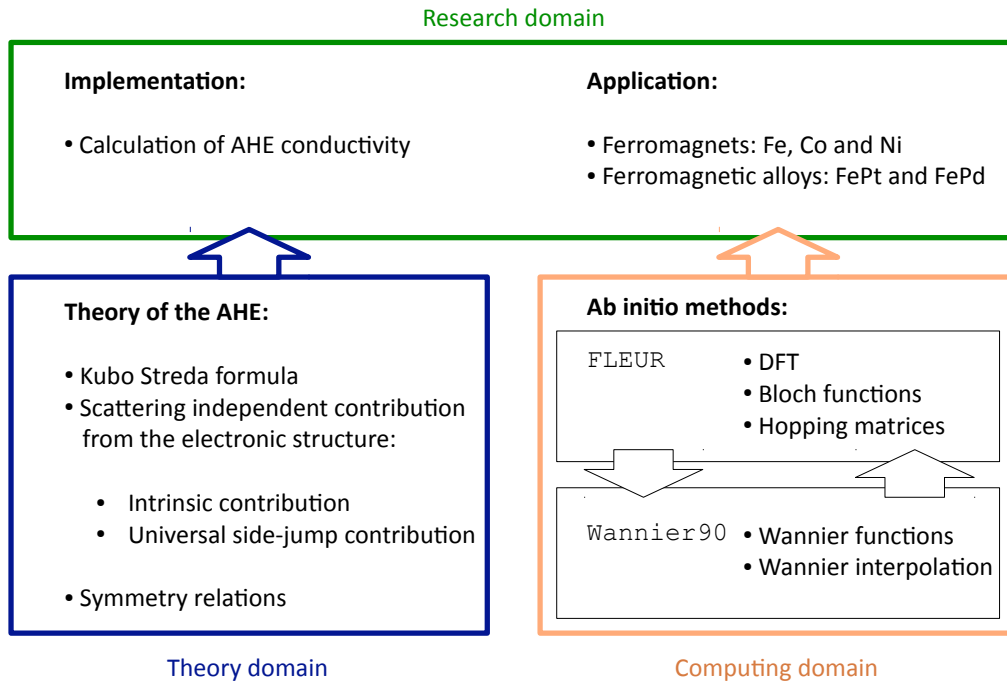 Research domain
Implementation:
• Calculation of AHE conductivity
Application:
• Ferromagnets: Fe, Co and Ni
• Ferromagnetic alloys: FePt and FePd
Theory of the AHE:
• Kubo Streda formula
• Scattering independent contribution
from the electronic structure:
• Intrinsic contribution
• Universal side-jump contribution
• Symmetry relations
Theory domain
Ab initio methods:
FLEUR
• DFT
• Bloch functions
• Hopping matrices
Wannier90
• Wannier functions
• Wannier interpolation
Computing domain